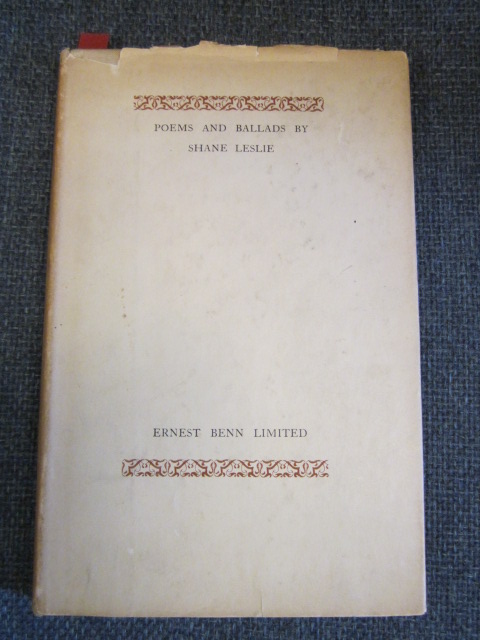 POEMS AND BALLADS BY
SHANE LESLIE
ERNEST BENN LIMITED